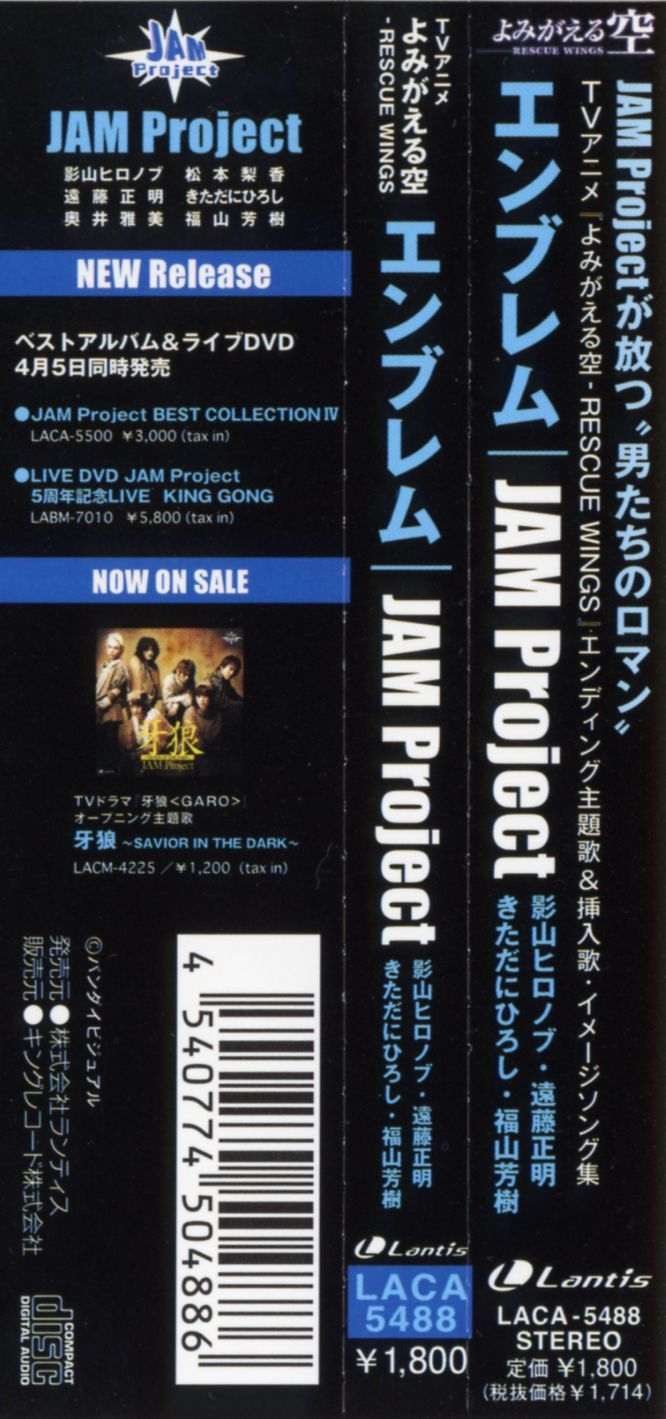 JAM
Project
JAM Project
影山ヒロノブ 松本梨香
遠藤正明 きただにひろし
奥井雅美 福山芳樹
NEW Release
ベストアルバム&ライブDVD
4月5日同時発売
●JAM Project BEST COLLECTION Ⅳ
LACA-5500 ¥3,000 (tax in)
●LIVE DVD JAM Project
5周年記念LIVE KING GONG
LABM-7010 ¥5,800 (tax in)
NOW ON SALE
牙狼
JAM Project
TVドラマ『牙狼<GARO>』
オープニング主題歌
牙狼 ~SAVIOR IN THE DARK~
LACM-4225 / ¥1,200 (tax in)
©バンダイビジュアル
発売元●株式会社ランティス
販売元●キングレコード株式会社
4 540774 504886
COMPACT
disc
DIGITAL AUDIO
TVアニメ
よみがえる空
-RESCUE WINGS
エンブレム
JAM Project
影山ヒロノブ・遠藤正明
きただにひろし・福山芳樹
Lantis
LACA
5488
¥1,800
よみがえる空
RESCUE WINGS
JAM Projectが放つ〝男たちのロマン〟
TVアニメ『よみがえる空-RESCUE WINGS』エンディング主題歌&挿入歌・イメージソング集
エンブレム
JAM Project
影山ヒロノブ・遠藤正明
きただにひろし・福山芳樹
Lantis
LACA-5488
STEREO
定価 ¥1,800
(税抜価格¥1,714)